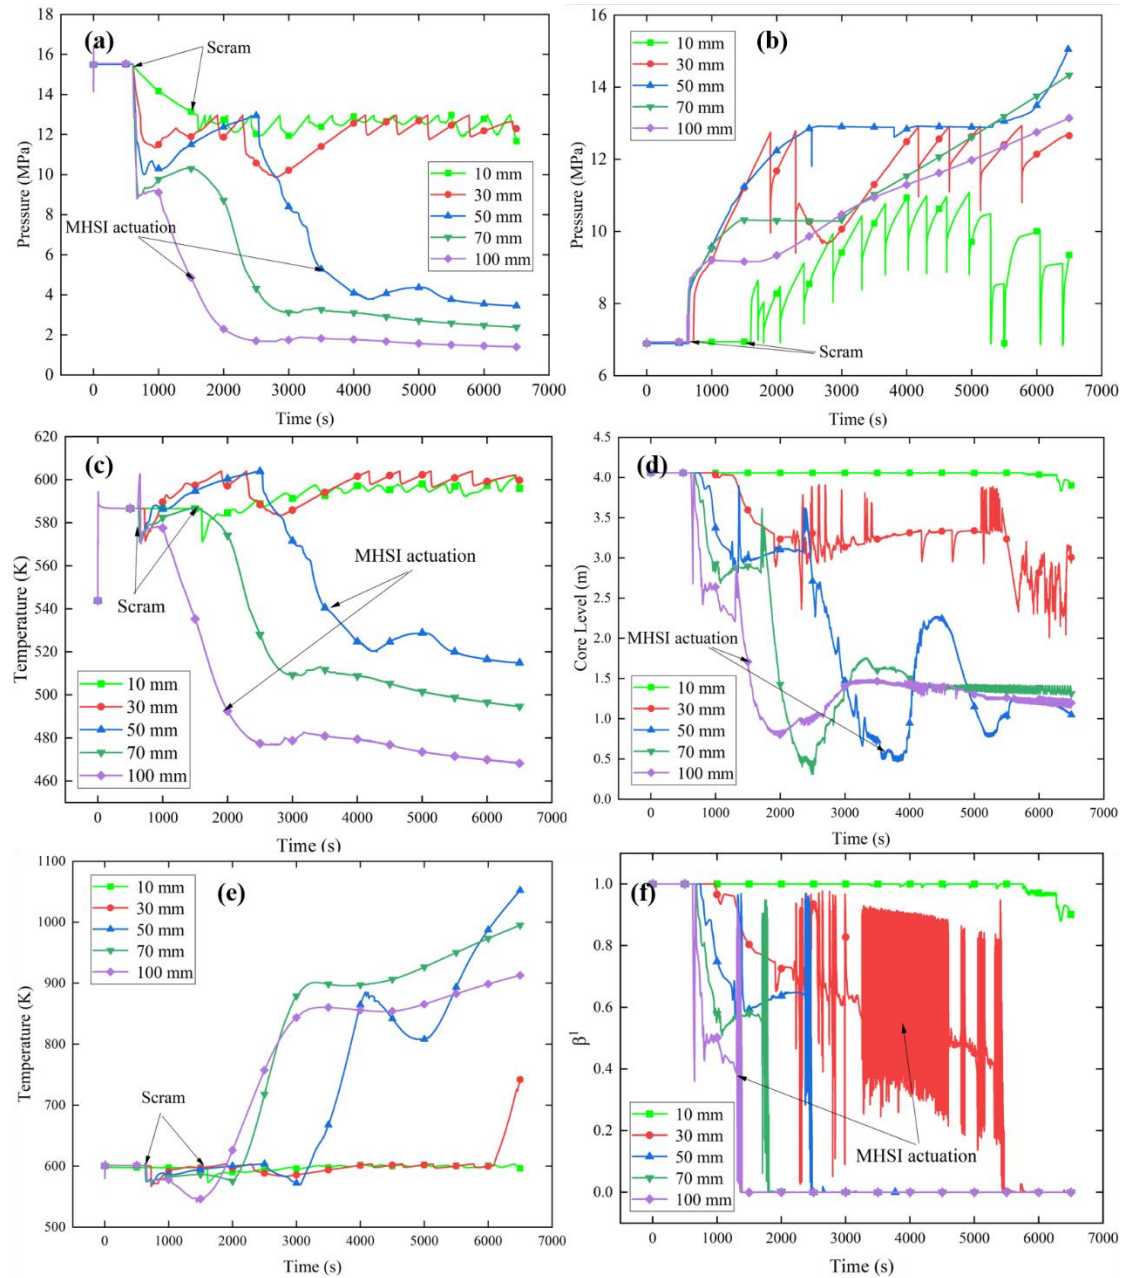 (a)
Scram
MHSI actuation
10 mm
30 mm
50 mm
70 mm
100 mm
18
16
14
12
10
8
6
4
2
0
Pressure (MPa)
0 1000 2000 3000 4000 5000 6000 7000
Time (s)
(b)
10 mm
30 mm
50 mm
70 mm
100 mm
Scram
16
14
12
10
8
6
Pressure (MPa)
0 1000 2000 3000 4000 5000 6000 7000
Time (s)
(c)
MHSI actuation
Scram
10 mm
30 mm
50 mm
70 mm
100 mm
620
600
580
560
540
520
500
480
460
Temperature (K)
0 1000 2000 3000 4000 5000 6000 7000
Time (s)
(d)
MHSI actuation
10 mm
30 mm
50 mm
70 mm
100 mm
4.5
4.0
3.5
3.0
2.5
2.0
1.5
1.0
0.5
0.0
Core Level (m)
0 1000 2000 3000 4000 5000 6000 7000
Time (s)
(e)
10 mm
30 mm
50 mm
70 mm
100 mm
Scram
1100
1000
900
800
700
600
500
Temperature (K)
0 1000 2000 3000 4000 5000 6000 7000
Time (s)
(f)
10 mm
30 mm
50 mm
70 mm
100 mm
MHSI actuation
1.0
0.8
0.6
0.4
0.2
0.0
β¹
0 1000 2000 3000 4000 5000 6000 7000
Time (s)